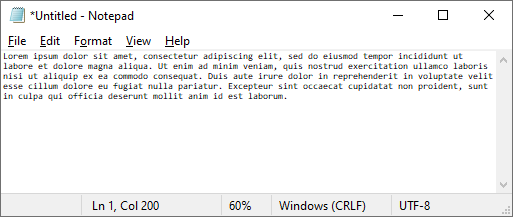 *Untitled - Notepad
File Edit Format View Help
Lorem ipsum dolor sit amet, consectetur adipiscing elit, sed do eiusmod tempor incididunt ut
labore et dolore magna aliqua. Ut enim ad minim veniam, quis nostrud exercitation ullamco laboris
nisi ut aliquip ex ea commodo consequat. Duis aute irure dolor in reprehenderit in voluptate velit
esse cillum dolore eu fugiat nulla pariatur. Excepteur sint occaecat cupidatat non proident, sunt
in culpa qui officia deserunt mollit anim id est laborum.
Ln 1, Col 200 60% Windows (CRLF) UTF-8